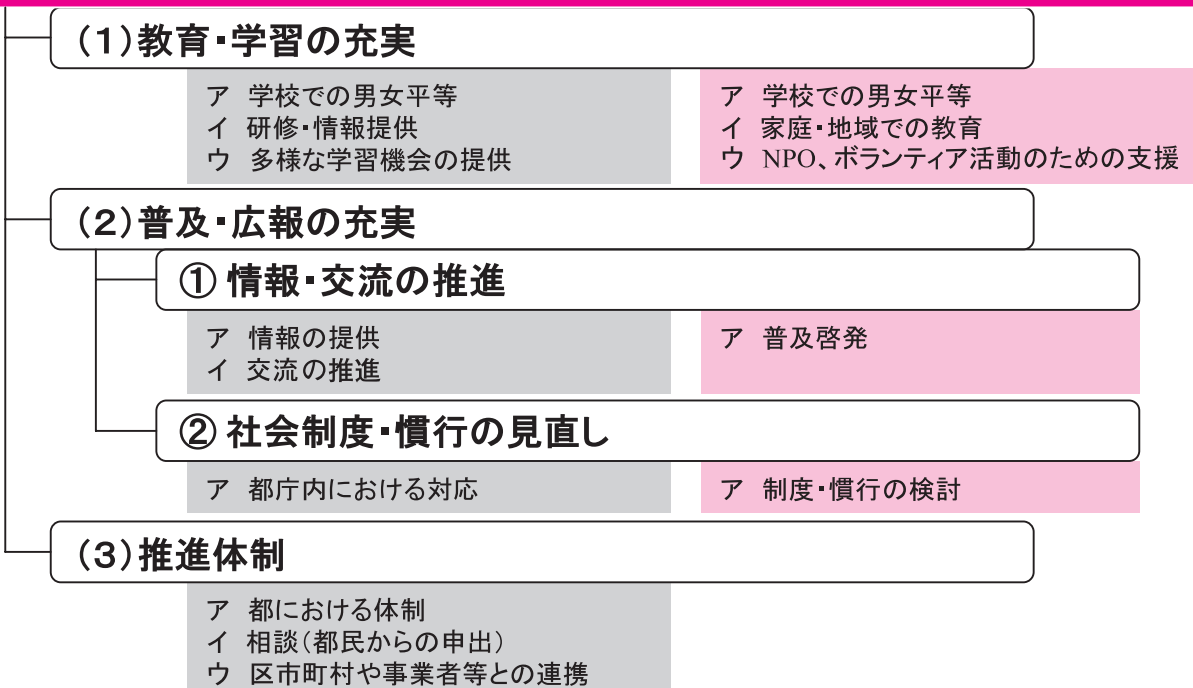 (1)教育・学習の充実
ア 学校での男女平等
イ 研修・情報提供
ウ 多様な学習機会の提供
ア 学校での男女平等
イ 家庭・地域での教育
ウ NPO、ボランティア活動のための支援
(2)普及・広報の充実
① 情報・交流の推進
ア 情報の提供
イ 交流の推進
ア 普及啓発
② 社会制度・慣行の見直し
ア 都庁内における対応
ア 制度・慣行の検討
(3)推進体制
ア 都における体制
イ 相談(都民からの申出)
ウ 区市町村や事業者等との連携